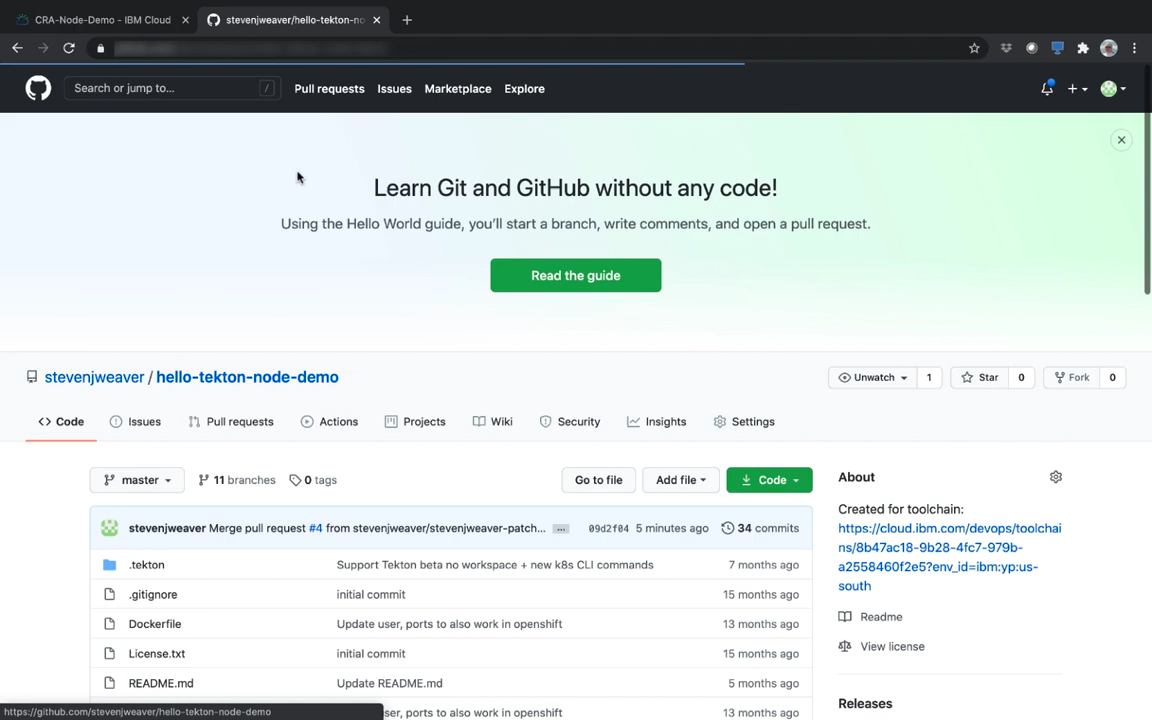 CRA-Node-Demo - IBM Cloud
stevenjweaver/hello-tekton-no
Search or jump to... /
Pull requests Issues Marketplace Explore
Learn Git and GitHub without any code!
Using the Hello World guide, you'll start a branch, write comments, and open a pull request.
Read the guide
stevenjweaver / hello-tekton-node-demo
Unwatch 1 Star 0 Fork 0
Code Issues Pull requests Actions Projects Wiki Security Insights Settings
master 11 branches 0 tags Go to file Add file Code
stevenjweaver Merge pull request #4 from stevenjweaver/stevenjweaver-patch... ... 09d2f04 5 minutes ago 34 commits
.tekton Support Tekton beta no workspace + new k8s CLI commands 7 months ago
.gitignore initial commit 15 months ago
Dockerfile Update user, ports to also work in openshift 13 months ago
License.txt initial commit 15 months ago
README.md Update README.md 5 months ago
ser, ports to also work in openshift 13 months ago
About
Observed for toolchain:
https://cloud.ibm.com/devops/toolchai
ns/8b47ac18-9b28-4fc7-979b-
a2558460f2e5?env_id=ibm:yp:us-
south
Readme
View license
Releases
https://github.com/stevenjweaver/hello-tekton-node-demo